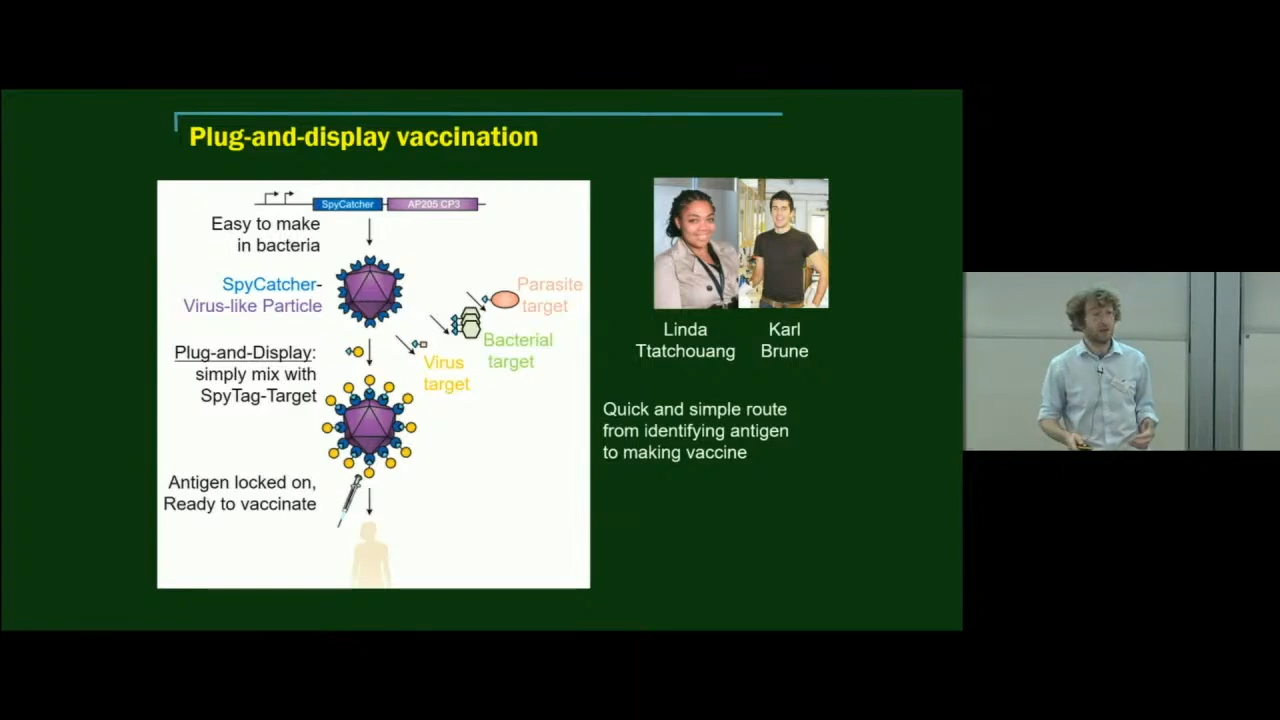 Plug-and-display vaccination
SpyCatcher
AP205 CP3
Easy to make
in bacteria
SpyCatcher-
Virus-like Particle
Parasite
target
Bacterial
target
Virus
target
Plug-and-Display:
simply mix with
SpyTag-Target
Antigen locked on,
Ready to vaccinate
Linda
Ttatchouang
Karl
Brune
Quick and simple route
from identifying antigen
to making vaccine